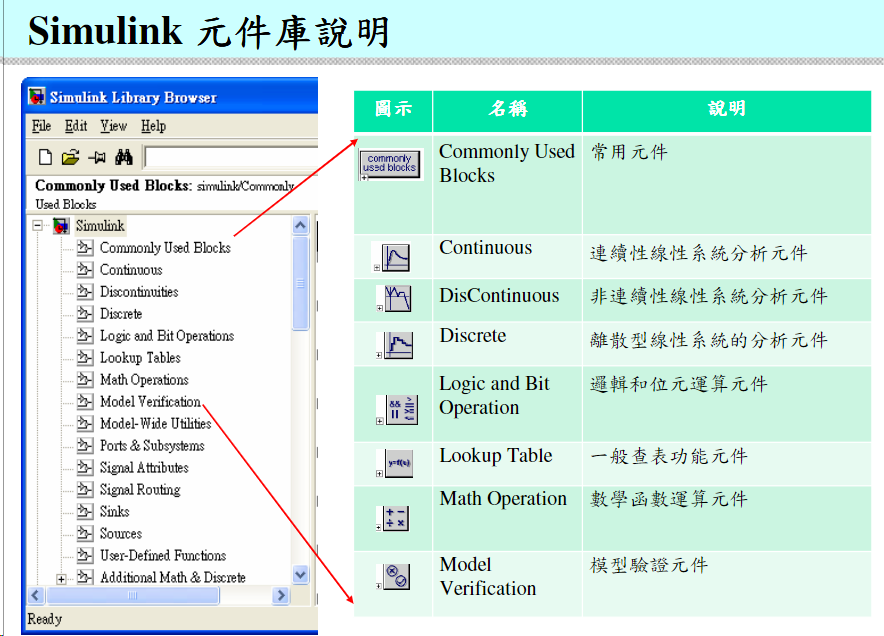 Simulink 元件庫說明
Simulink Library Browser
File Edit View Help
Commonly Used Blocks: simulink/Commonly
Used Blocks
Simulink
Commonly Used Blocks
Continuous
Discontinuities
Discrete
Logic and Bit Operations
Lookup Tables
Math Operations
Model Verification
Model-Wide Utilities
Ports & Subsystems
Signal Attributes
Signal Routing
Sinks
Sources
User-Defined Functions
Additional Math & Discrete
Ready
圖示 名稱 說明
commonly
used blocks
Commonly Used
Blocks
常用元件
Continuous 連續性線性系統分析元件
DisContinuous 非連續性線性系統分析元件
Discrete 離散型線性系統的分析元件
Logic and Bit
Operation
邏輯和位元運算元件
y=f(u)
Lookup Table 一般查表功能元件
+ −
÷ ×
Math Operation 數學函數運算元件
Model
Verification
模型驗證元件